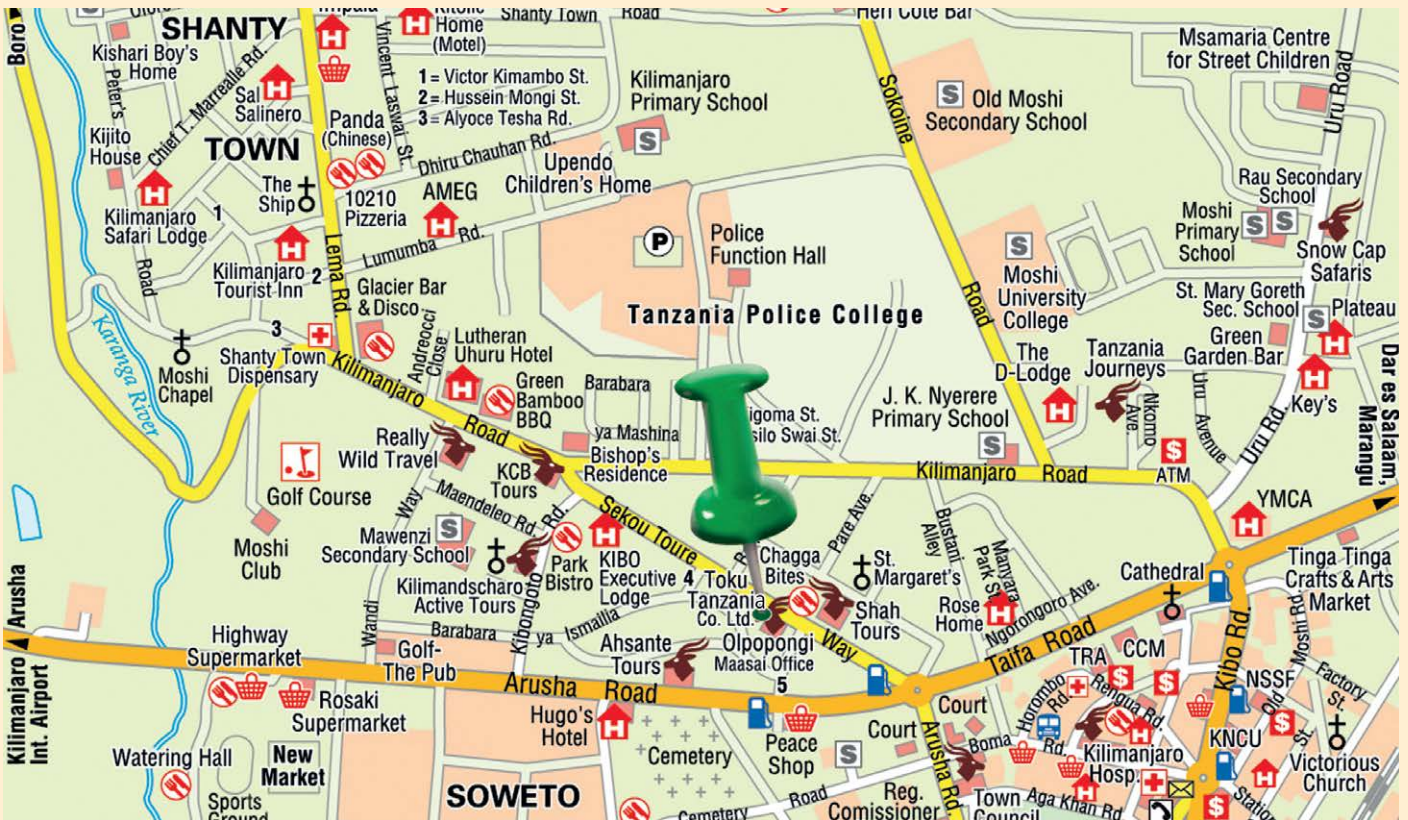 Boro
SHANTY
Kishari Boy's
Home
Peter's
Chief T. Marrealle Rd.
Sal
Salinero
Impala
Vincent Laswai St.
Kitolie
Home
(Motel)
Shanty Town Road
Heri Cote Bar
1 = Victor Kimambo St.
2 = Hussein Mongi St.
3 = Alyoce Tesha Rd.
Kilimanjaro
Primary School
S
Sokoine
S
Old Moshi
Secondary School
Msamaria Centre
for Street Children
Uru Road
Kijito
House
TOWN
Panda
(Chinese)
Dhiru Chauhan Rd.
Upendo
Children's Home
H
Kilimanjaro
Safari Lodge
1
The
Ship
10210
Pizzeria
AMEG
Lumumba Rd.
P
Police
Function Hall
Rau Secondary
School
Moshi
Primary
School
S S
Snow Cap
Safaris
Road
Kilimanjaro
Tourist Inn
2
Lema Rd
Glacier Bar
& Disco
Tanzania Police College
Road
S
Moshi
University
College
St. Mary Goreth
Sec. School
S
Plateau
Green
Garden Bar
Key's
Dar es Salaam,
Marangu
Karanga River
Moshi
Chapel
3
Shanty Town
Dispensary
Andreocci
Close
Lutheran
Uhuru Hotel
Green
Bamboo
BBQ
Barabara
ya Mashina
Bishop's
Residence
Kilimanjaro Road
igoma St.
silo Swai St.
J. K. Nyerere
Primary School
S
The
D-Lodge
Tanzania
Journeys
Nkomo
Ave.
Uru Avenue
Uru Rd.
Kilimanjaro Road
$
ATM
YMCA
Golf Course
Really
Wild Travel
KCB
Tours
Way
Maendeleo Rd.
Moshi
Club
Mawenzi
Secondary School
S
Kilimandscharo
Active Tours
Wandi
Kibongoto
Rd.
Park
Bistro
KIBO
Executive
Lodge
Sekou Toure
Way
4
Toku
Tanzania
Co. Ltd.
Chagga
Bites
Pare Ave.
Bustani
Alley
Manyara
Park St.
St.
Margaret's
Shah
Tours
Rose
Home
Ngorongoro Ave.
Cathedral
Tinga Tinga
Crafts & Arts
Market
Arusha
Kilimanjaro
Int. Airport
Highway
Supermarket
Barabara ya Ismailia
Golf-
The Pub
Ahsante
Tours
Olpopongi
Maasai Office
5
Arusha Road
Taifa Road
TRA
CCM
Kibo Rd.
Moshi Rd.
Factory St.
NSSF
Old
St.
Rosaki
Supermarket
Hugo's
Hotel
Cemetery
Peace
Shop
Court
Court
Horombo
Rd.
Rengua Rd
Boma Rd.
KNCU
Watering Hall
New
Market
Sports
Ground
SOWETO
Cemetery Road
S
Reg.
Comissioner
Arusha Rd.
Town
Council
Kilimanjaro
Hosp.
Aga Khan Rd.
Station
Victorious
Church